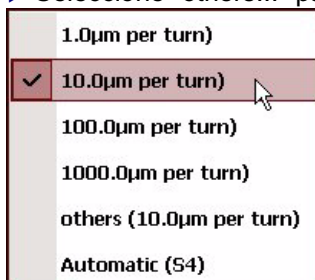 1.0µm per turn)
10.0µm per turn)
100.0µm per turn)
1000.0µm per turn)
others (10.0µm per turn)
Automatic (S4)